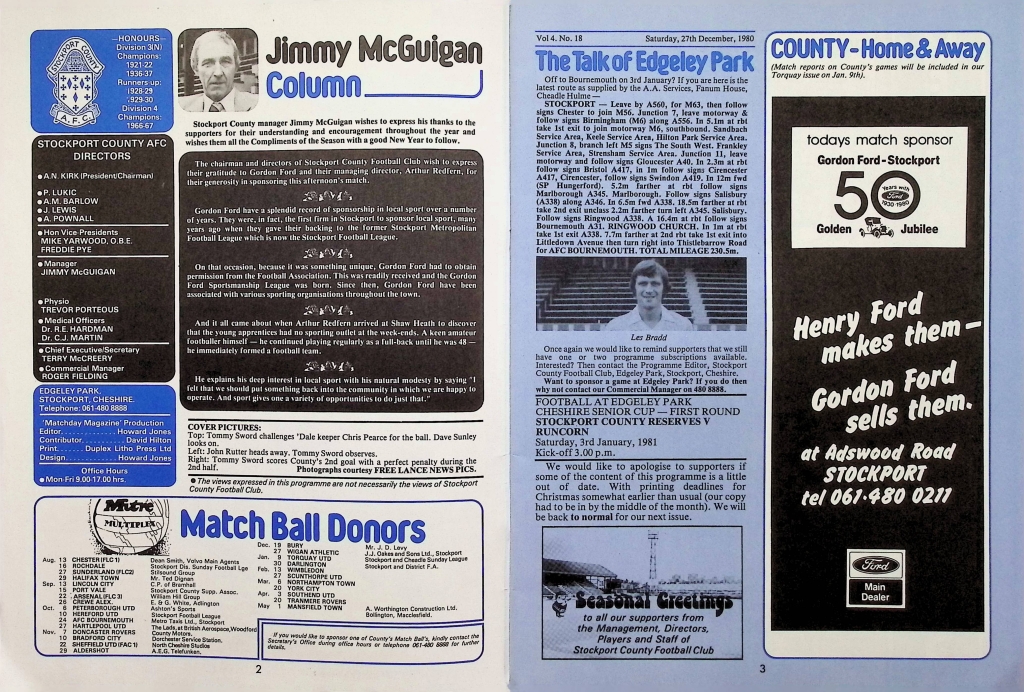 STOCKPORT COUNTY
A.F.C.
—HONOURS—
Division 3(N)
Champions:
1921-22
1936-37
Runners up:
1928-29
1929-30
Division 4
Champions:
1966-67
STOCKPORT COUNTY AFC
DIRECTORS
● A.N. KIRK (President/Chairman)
● P. LUKIC
● A.M. BARLOW
● J. LEWIS
● A. POWNALL
● Hon Vice Presidents
MIKE YARWOOD, O.B.E.
FREDDIE PYE
● Manager
JIMMY McGUIGAN
● Physio
TREVOR PORTEOUS
● Medical Officers
Dr. R.E. HARDMAN
Dr. C.J. MARTIN
● Chief Executive/Secretary
TERRY McCREERY
● Commercial Manager
ROGER FIELDING
EDGELEY PARK,
STOCKPORT, CHESHIRE.
Telephone: 061-480 8888
'Matchday Magazine' Production
Editor.................Howard Jones
Contributor............David Hilton
Print.......Duplex Litho Press Ltd
Design.................Howard Jones
Office Hours
● Mon-Fri 9.00-17.00 hrs.
Jimmy McGuigan
Column
Stockport County manager Jimmy McGuigan wishes to express his thanks to the
supporters for their understanding and encouragement throughout the year and
wishes them all the Compliments of the Season with a good New Year to follow.
The chairman and directors of Stockport County Football Club wish to express
their gratitude to Gordon Ford and their managing director, Arthur Redfern, for
their generosity in sponsoring this afternoon's match.
Gordon Ford have a splendid record of sponsorship in local sport over a number
of years. They were, in fact, the first firm in Stockport to sponsor local sport, many
years ago when they gave their backing to the former Stockport Metropolitan
Football League which is now the Stockport Football League.
On that occasion, because it was something unique, Gordon Ford had to obtain
permission from the Football Association. This was readily received and the Gordon
Ford Sportsmanship League was born. Since then, Gordon Ford have been
associated with various sporting organisations throughout the town.
And it all came about when Arthur Redfern arrived at Shaw Heath to discover
that the young apprentices had no sporting outlet at the week-ends. A keen amateur
footballer himself — he continued playing regularly as a full-back until he was 48 —
he immediately formed a football team.
He explains his deep interest in local sport with his natural modesty by saying "I
felt that we should put something back into the community in which we are happy to
operate. And sport gives one a variety of opportunities to do just that."
COVER PICTURES:
Top: Tommy Sword challenges 'Dale keeper Chris Pearce for the ball. Dave Sunley
looks on.
Left: John Rutter heads away. Tommy Sword observes.
Right: Tommy Sword scores County's 2nd goal with a perfect penalty during the
2nd half. Photographs courtesy FREE LANCE NEWS PICS.
● The views expressed in this programme are not necessarily the views of Stockport
County Football Club.
Mitre
MULTIPLEX
Match Ball Donors
Aug. 13 CHESTER (FLC 1) Dean Smith, Volvo Main Agents
16 ROCHDALE Stockport Dis. Sunday Football Lge
27 SUNDERLAND (FLC2) Stilsound Group
29 HALIFAX TOWN Mr. Ted Dignan
Sep. 13 LINCOLN CITY C.P. of Bramhall
15 PORT VALE Stockport County Supp. Assoc.
22 ARSENAL (FLC 3) William Hill Group
26 CREWE ALEX. E. & G. White, Adlington
Oct. 6 PETERBOROUGH UTD Ashton's Sports
10 HEREFORD UTD Stockport Football League
24 AFC BOURNEMOUTH Metro Taxis Ltd., Stockport
27 HARTLEPOOL UTD The Lads, at British Aerospace, Woodford
Nov. 7 DONCASTER ROVERS County Motors,
10 BRADFORD CITY Dorchester Service Station,
22 SHEFFIELD UTD (FAC 1) North Cheshire Studios
29 ALDERSHOT A.E.G. Telefunken.
Dec. 19 BURY Mr. J. D. Levy
27 WIGAN ATHLETIC J.J. Oakes and Sons Ltd., Stockport
Jan. 9 TORQUAY UTD Stockport and Cheadle Sunday League
30 DARLINGTON Stockport and District F.A.
Feb. 13 WIMBLEDON
27 SCUNTHORPE UTD
Mar. 6 NORTHAMPTON TOWN
20 YORK CITY
Apr. 3 SOUTHEND UTD
20 TRANMERE ROVERS
May 1 MANSFIELD TOWN A. Worthington Construction Ltd.
Bollington, Macclesfield.
If you would like to sponsor one of County's Match Ball's, kindly contact the
Secretary's Office during office hours or telephone 061-480 8888 for further
details.
2
Vol 4. No. 18 Saturday, 27th December, 1980
The Talk of Edgeley Park
Off to Bournemouth on 3rd January? If you are here is the
latest route as supplied by the A.A. Services, Fanum House,
Cheadle Hulme —
STOCKPORT — Leave by A560, for M63, then follow
signs Chester to join M56. Junction 7, leave motorway &
follow signs Birmingham (M6) along A556. In 5.1m at rbt
take 1st exit to join motorway M6, southbound. Sandbach
Service Area, Keele Service Area, Hilton Park Service Area.
Junction 8, branch left M5 signs The South West. Frankley
Service Area, Strensham Service Area. Junction 11, leave
motorway and follow signs Gloucester A40. In 2.3m at rbt
follow signs Bristol A417, in 1m follow signs Cirencester
A417, Cirencester, follow signs Swindon A419. In 12m fwd
(SP Hungerford). 5.2m farther at rbt follow signs
Marlborough A345. Marlborough. Follow signs Salisbury
(A338) along A346. In 6.5m fwd A338. 18.5m farther at rbt
take 2nd exit unclass 2.2m farther turn left A345. Salisbury.
Follow signs Ringwood A338. A 16.4m at rbt follow signs
Bournemouth A31. RINGWOOD CHURCH. In 1m at rbt
take 1st exit A338. 7.7m farther at 2nd rbt take 1st exit into
Littledown Avenue then turn right into Thistlebarrow Road
for AFC BOURNEMOUTH. TOTAL MILEAGE 230.5m.
Les Bradd
Once again we would like to remind supporters that we still
have one or two programme subscriptions available.
Interested? Then contact the Programme Editor, Stockport
County Football Club, Edgeley Park, Stockport, Cheshire.
Want to sponsor a game at Edgeley Park? If you do then
why not contact our Commercial Manager on 480 8888.
FOOTBALL AT EDGELEY PARK
CHESHIRE SENIOR CUP — FIRST ROUND
STOCKPORT COUNTY RESERVES V
RUNCORN
Saturday, 3rd January, 1981
Kick-off 3.00 p.m.
We would like to apologise to supporters if
some of the content of this programme is a little
out of date. With printing deadlines for
Christmas somewhat earlier than usual (our copy
had to be in by the middle of the month). We will
be back to normal for our next issue.
Seasonal Greetings
to all our supporters from
the Management, Directors,
Players and Staff of
Stockport County Football Club
COUNTY-Home & Away
(Match reports on County's games will be included in our
Torquay issue on Jan. 9th).
todays match sponsor
Gordon Ford-Stockport
50
Years with
Ford
1930-1980
Golden Jubilee
Henry Ford
makes them—
Gordon Ford
sells them.
at Adswood Road
STOCKPORT
tel 061·480 0211
Ford
Main
Dealer
3